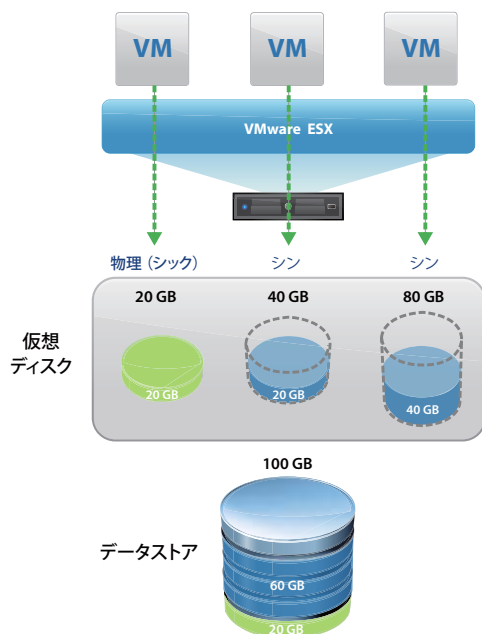 VM
VM
VM
VMware ESX
物理（シック）
シン
シン
20 GB
40 GB
80 GB
仮想
ディスク
20 GB
20 GB
40 GB
100 GB
データストア
60 GB
20 GB